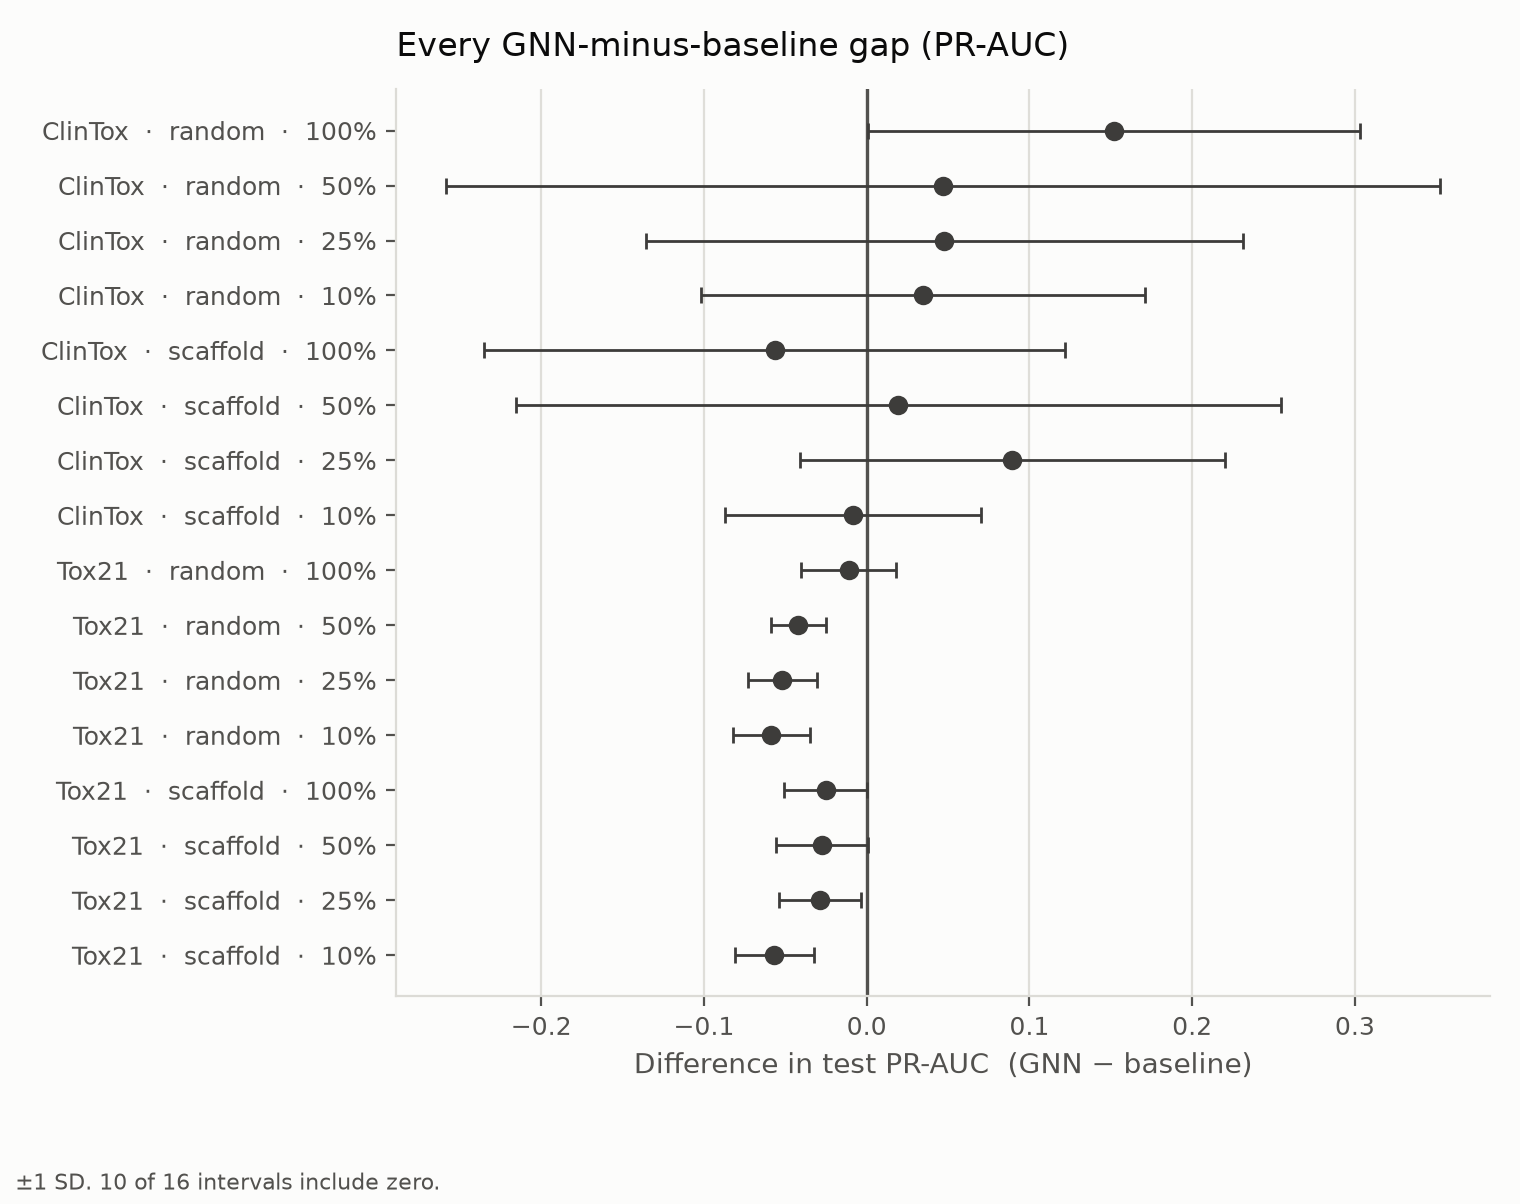 Every GNN-minus-baseline gap (PR-AUC)
ClinTox · random · 100%
ClinTox · random · 50%
ClinTox · random · 25%
ClinTox · random · 10%
ClinTox · scaffold · 100%
ClinTox · scaffold · 50%
ClinTox · scaffold · 25%
ClinTox · scaffold · 10%
Tox21 · random · 100%
Tox21 · random · 50%
Tox21 · random · 25%
Tox21 · random · 10%
Tox21 · scaffold · 100%
Tox21 · scaffold · 50%
Tox21 · scaffold · 25%
Tox21 · scaffold · 10%
−0.2 −0.1 0.0 0.1 0.2 0.3
Difference in test PR-AUC (GNN − baseline)
±1 SD. 10 of 16 intervals include zero.